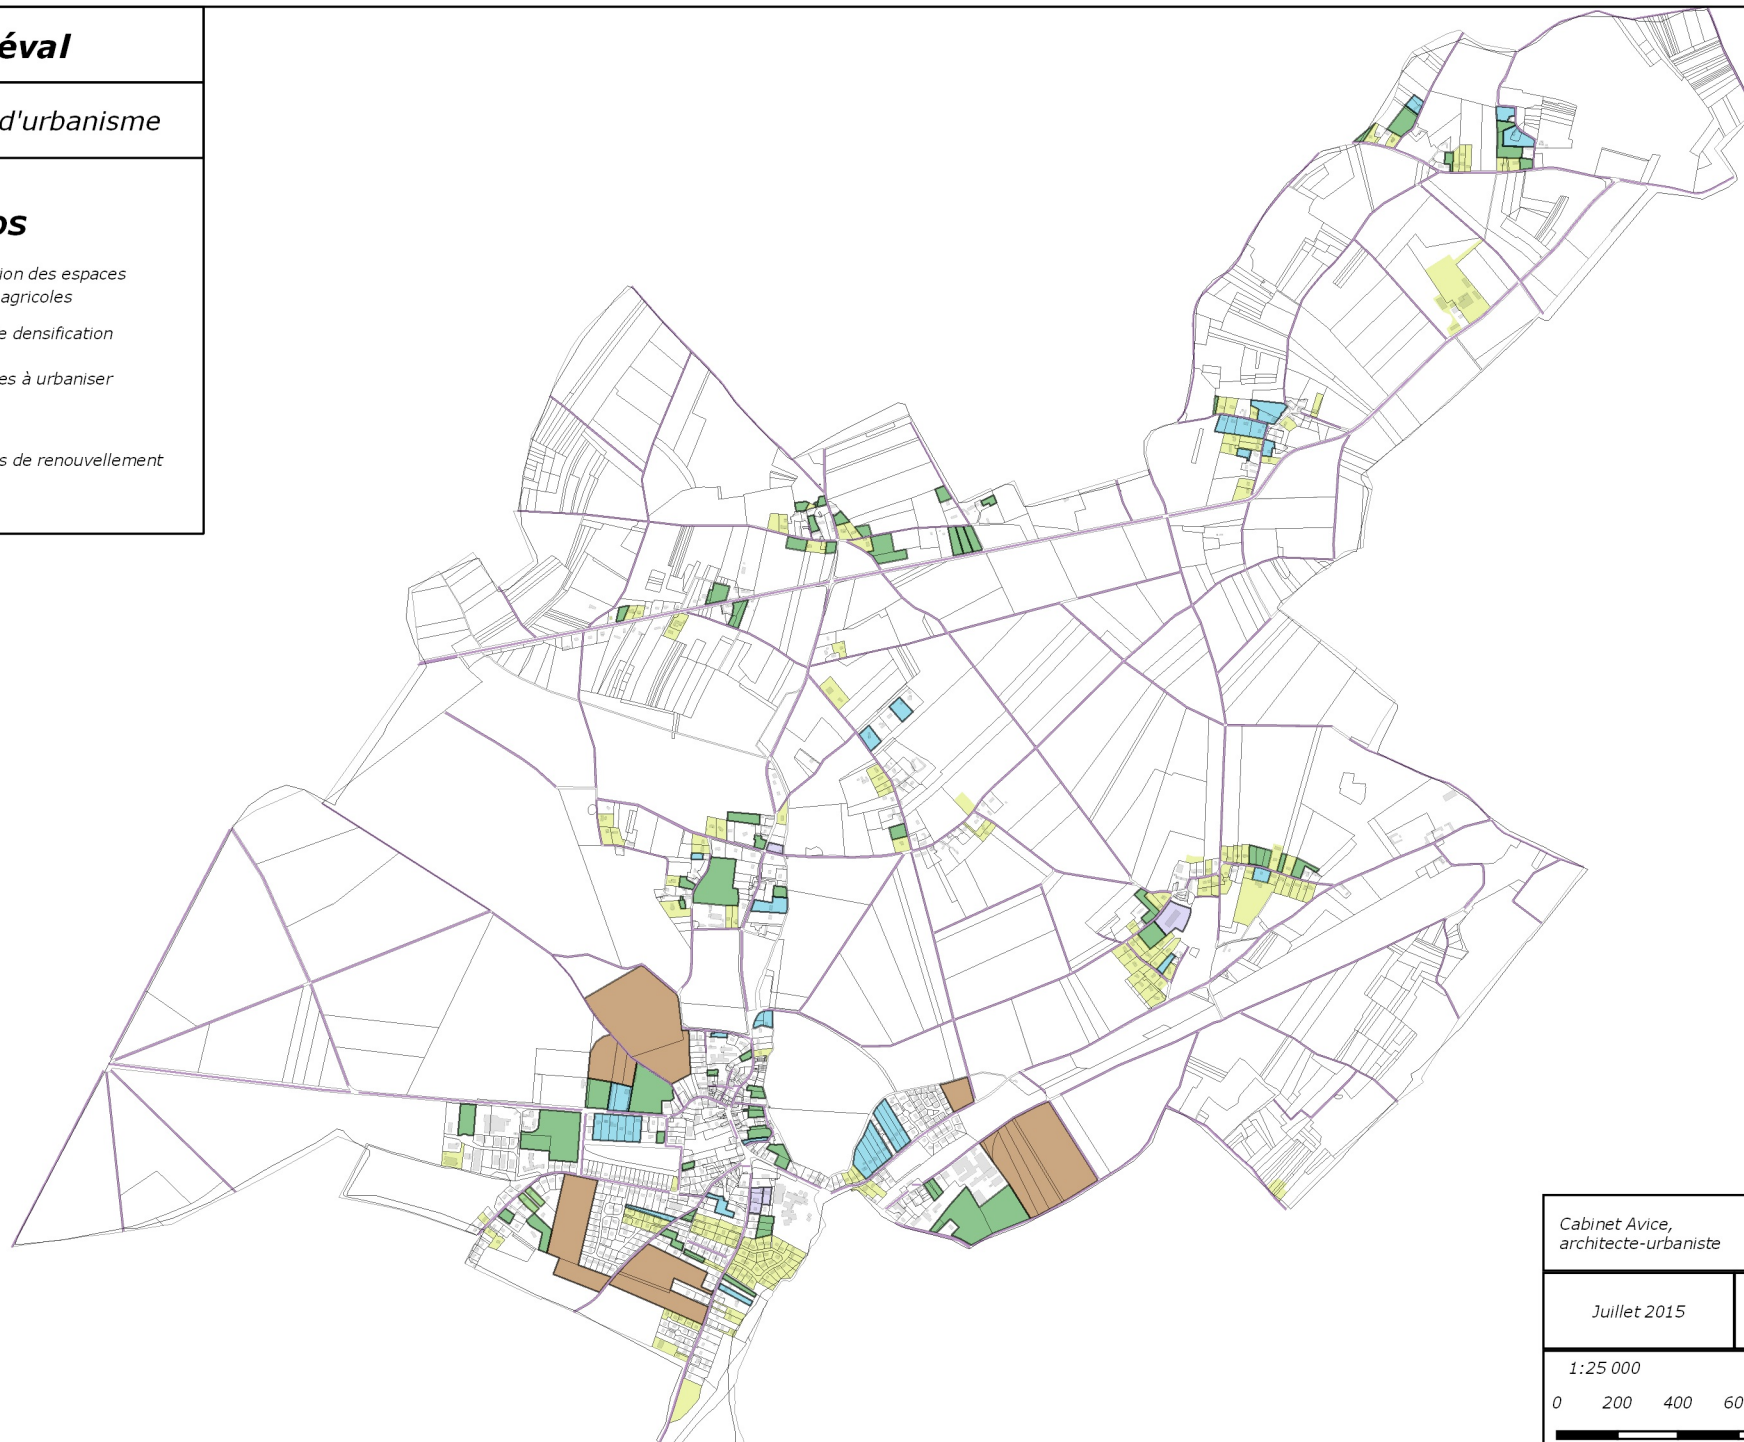 éval
d'urbanisme
os
ion des espaces
agricoles
e densification
es à urbaniser
s de renouvellement
Cabinet Avice,
architecte-urbaniste
Juillet 2015
1:25 000
0 200 400 60